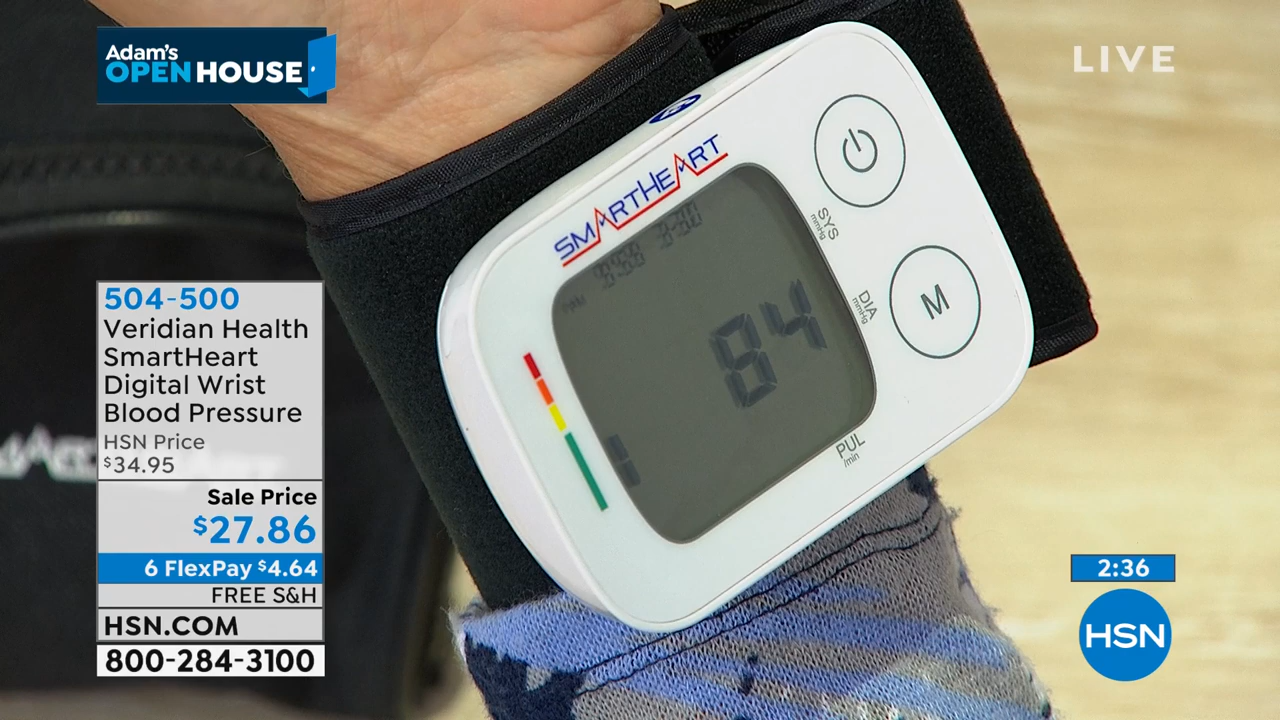 Adam's
OPEN HOUSE
LIVE
504-500
Veridian Health
SmartHeart
Digital Wrist
Blood Pressure
HSN Price
$34.95
Sale Price
$27.86
6 FlexPay $4.64
FREE S&H
HSN.COM
800-284-3100
SMARTHEART
SYS
mmHg
DIA
mmHg
PUL
/min
M
84
2:36
HSN